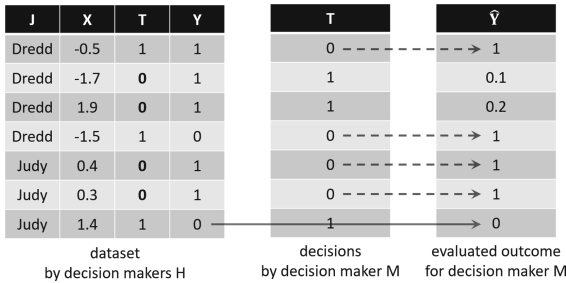 J X T Y T Ŷ
Dredd -0.5 1 1 0 1
Dredd -1.7 0 1 1 0.1
Dredd 1.9 0 1 1 0.2
Dredd -1.5 1 0 0 1
Judy 0.4 0 1 0 1
Judy 0.3 0 1 0 1
Judy 1.4 1 0 1 0
dataset decisions evaluated outcome
by decision makers H by decision maker M for decision maker M